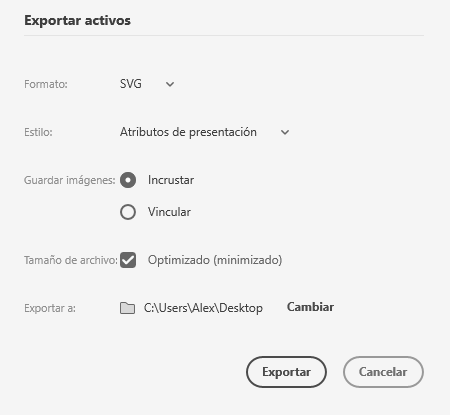 Exportar activos
Formato: SVG
Estilo: Atributos de presentación
Guardar imágenes: Incrustar
Vincular
Tamaño de archivo: Optimizado (minimizado)
Exportar a: C:\Users\Alex\Desktop Cambiar
Exportar Cancelar